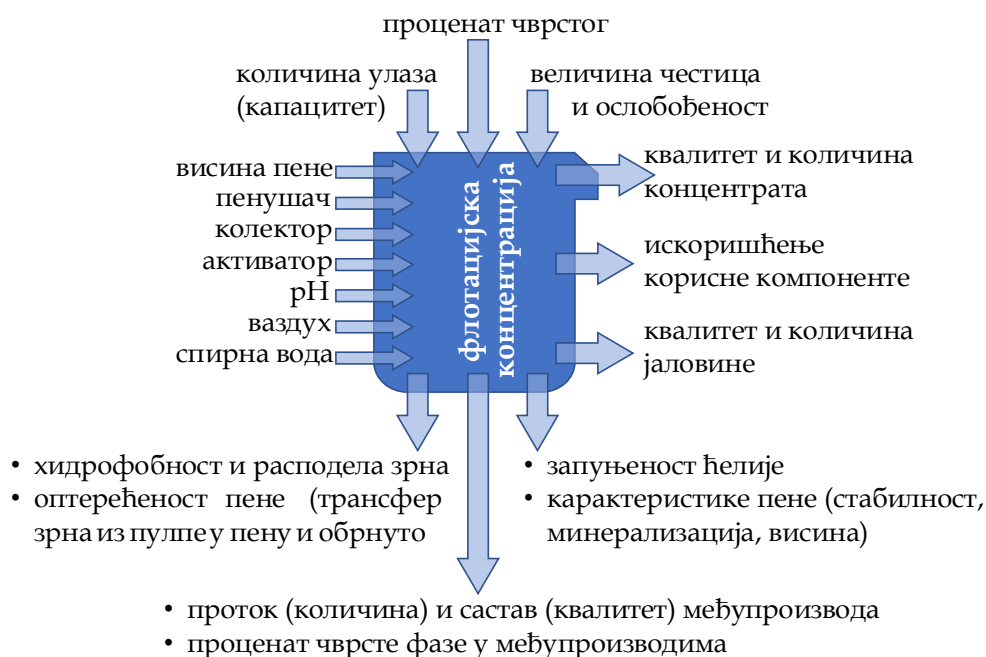 проценат чврстог
количина улаза
(капацитет)
величина честица
и ослобођеност
висина пене
пенушач
колектор
активатор
pH
ваздух
спирна вода
флотацијска
концентрација
квалитет и количина
концентрата
искоришћење
корисне компоненте
квалитет и количина
јаловине
• хидрофобност и расподела зрна
• оптерећеност пене (трансфер
зрна из пулпе у пену и обрнуто
• запуњеност ћелије
• карактеристике пене (стабилност,
минерализација, висина)
• проток (количина) и састав (квалитет) међупроизвода
• проценат чврсте фазе у међупроизводима